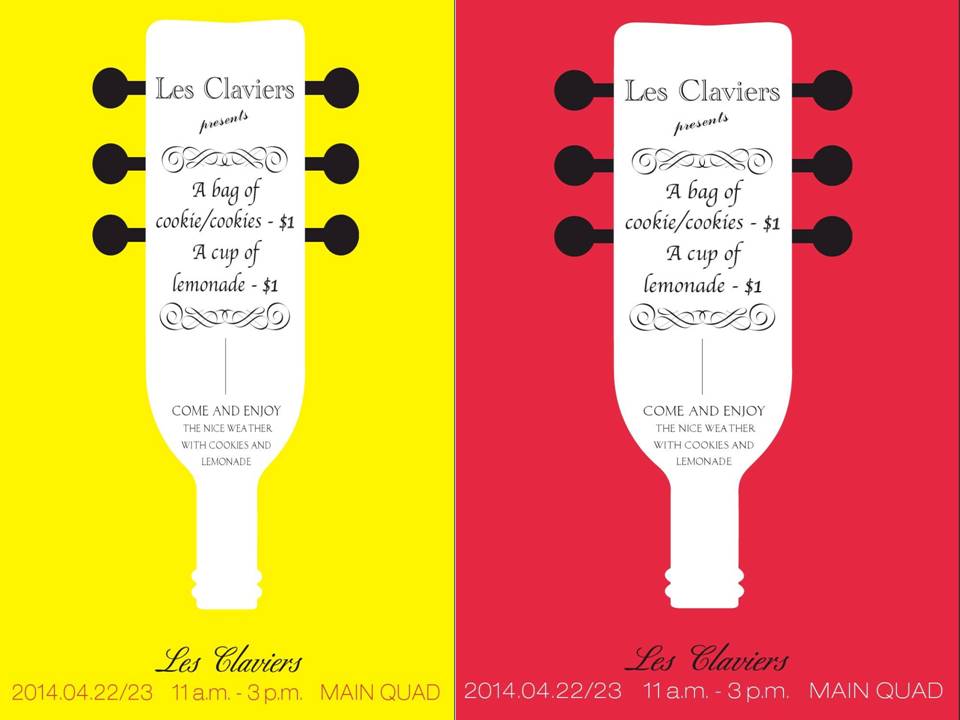 Les Claviers
presents
A bag of
cookie/cookies - $1
A cup of
lemonade - $1
COME AND ENJOY
THE NICE WEATHER
WITH COOKIES AND
LEMONADE
Les Claviers
2014.04.22/23 11 a.m. - 3 p.m. MAIN QUAD
Les Claviers
presents
A bag of
cookie/cookies - $1
A cup of
lemonade - $1
COME AND ENJOY
THE NICE WEATHER
WITH COOKIES AND
LEMONADE
Les Claviers
2014.04.22/23 11 a.m. - 3 p.m. MAIN QUAD